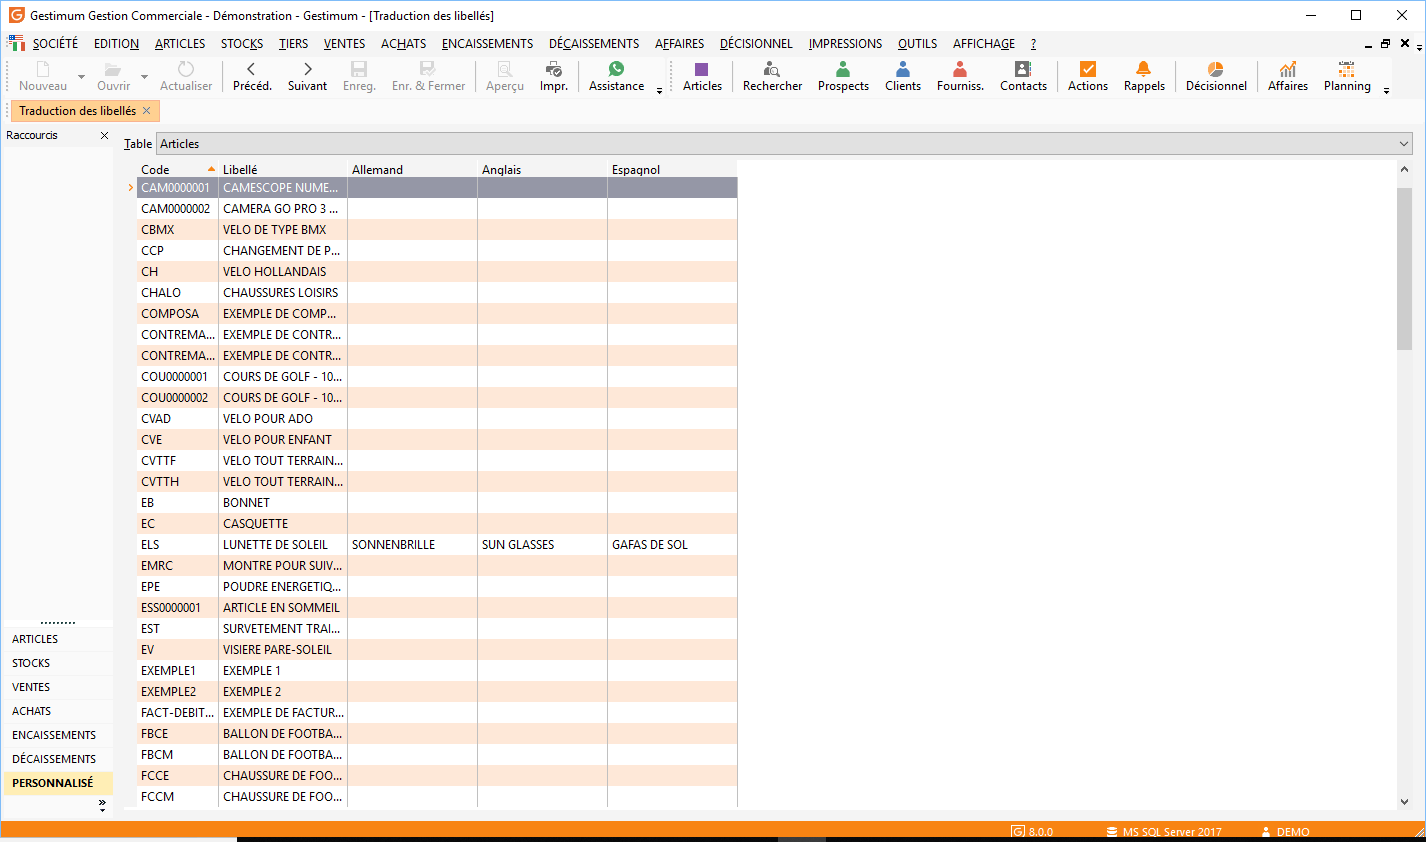 Gestimum Gestion Commerciale - Démonstration - Gestimum - [Traduction des libellés]
SOCIÉTÉ EDITION ARTICLES STOCKS TIERS VENTES ACHATS ENCAISSEMENTS DÉCAISSEMENTS AFFAIRES DÉCISIONNEL IMPRESSIONS OUTILS AFFICHAGE ?
Nouveau Ouvrir Actualiser Précéd. Suivant Enreg. Enr. & Fermer Aperçu Impr. Assistance Articles Rechercher Prospects Clients Fourniss. Contacts Actions Rappels Décisionnel Affaires Planning
Traduction des libellés
Raccourcis
Table Articles
Code Libellé Allemand Anglais Espagnol
CAM0000001 CAMESCOPE NUME...
CAM0000002 CAMERA GO PRO 3 ...
CBMX VELO DE TYPE BMX
CCP CHANGEMENT DE P...
CH VELO HOLLANDAIS
CHALO CHAUSSURES LOISIRS
COMPOSA EXEMPLE DE COMP...
CONTREMA... EXEMPLE DE CONTR...
CONTREMA... EXEMPLE DE CONTR...
COU0000001 COURS DE GOLF - 10...
COU0000002 COURS DE GOLF - 10...
CVAD VELO POUR ADO
CVE VELO POUR ENFANT
CVTTF VELO TOUT TERRAIN...
CVTTH VELO TOUT TERRAIN...
EB BONNET
EC CASQUETTE
ELS LUNETTE DE SOLEIL SONNENBRILLE SUN GLASSES GAFAS DE SOL
EMRC MONTRE POUR SUIV...
EPE POUDRE ENERGETIQ...
ESS0000001 ARTICLE EN SOMMEIL
EST SURVETEMENT TRAI...
EV VISIERE PARE-SOLEIL
EXEMPLE1 EXEMPLE 1
EXEMPLE2 EXEMPLE 2
FACT-DEBIT... EXEMPLE DE FACTUR...
FBCE BALLON DE FOOTBA...
FBCM BALLON DE FOOTBA...
FCCE CHAUSSURE DE FOO...
FCCM CHAUSSURE DE FOO...
ARTICLES
STOCKS
VENTES
ACHATS
ENCAISSEMENTS
DÉCAISSEMENTS
PERSONNALISÉ
8.0.0 MS SQL Server 2017 DEMO